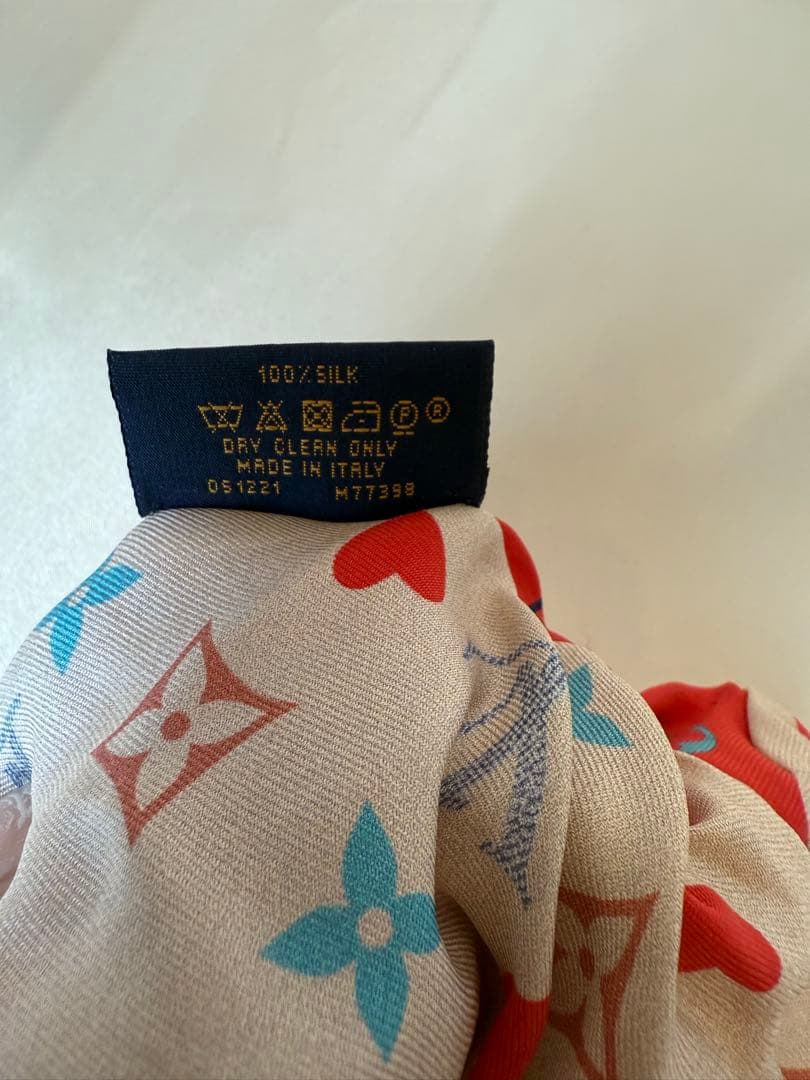 100% SILK
P R
DRY CLEAN ONLY
MADE IN ITALY
051221 M77398